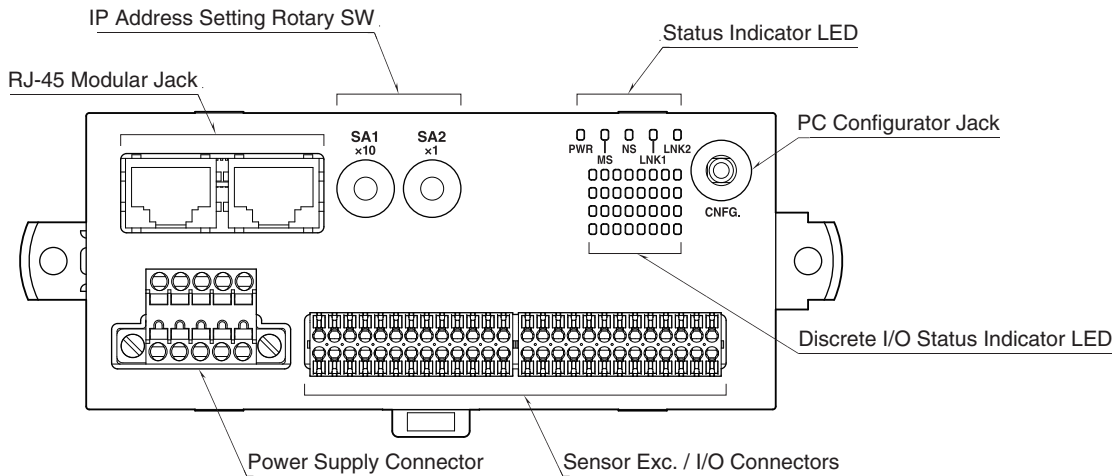 IP Address Setting Rotary SW
Status Indicator LED
RJ-45 Modular Jack
PC Configurator Jack
SA1
×10
SA2
×1
PWR
MS
NS
LNK1
LNK2
CNFG.
Discrete I/O Status Indicator LED
Power Supply Connector
Sensor Exc. / I/O Connectors